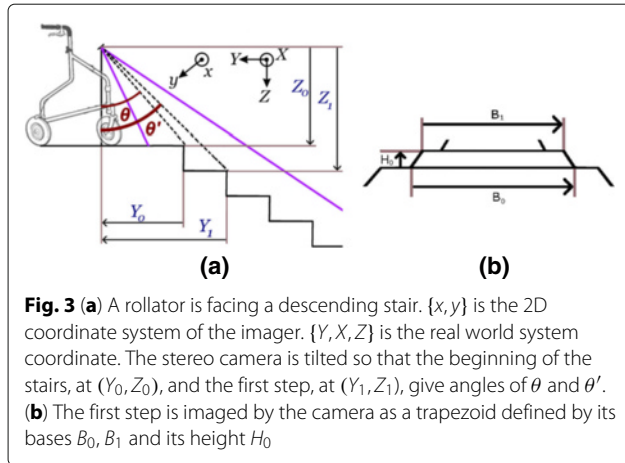 Y X
x
y Z
Z₀ Z₁
θ
θ'
Y₀
Y₁
B₁
H₀
B₀
(a) (b)
Fig. 3 (a) A rollator is facing a descending stair. {x, y} is the 2D
coordinate system of the imager. {Y, X, Z} is the real world system
coordinate. The stereo camera is tilted so that the beginning of the
stairs, at (Y₀, Z₀), and the first step, at (Y₁, Z₁), give angles of θ and θ'.
(b) The first step is imaged by the camera as a trapezoid defined by its
bases B₀, B₁ and its height H₀